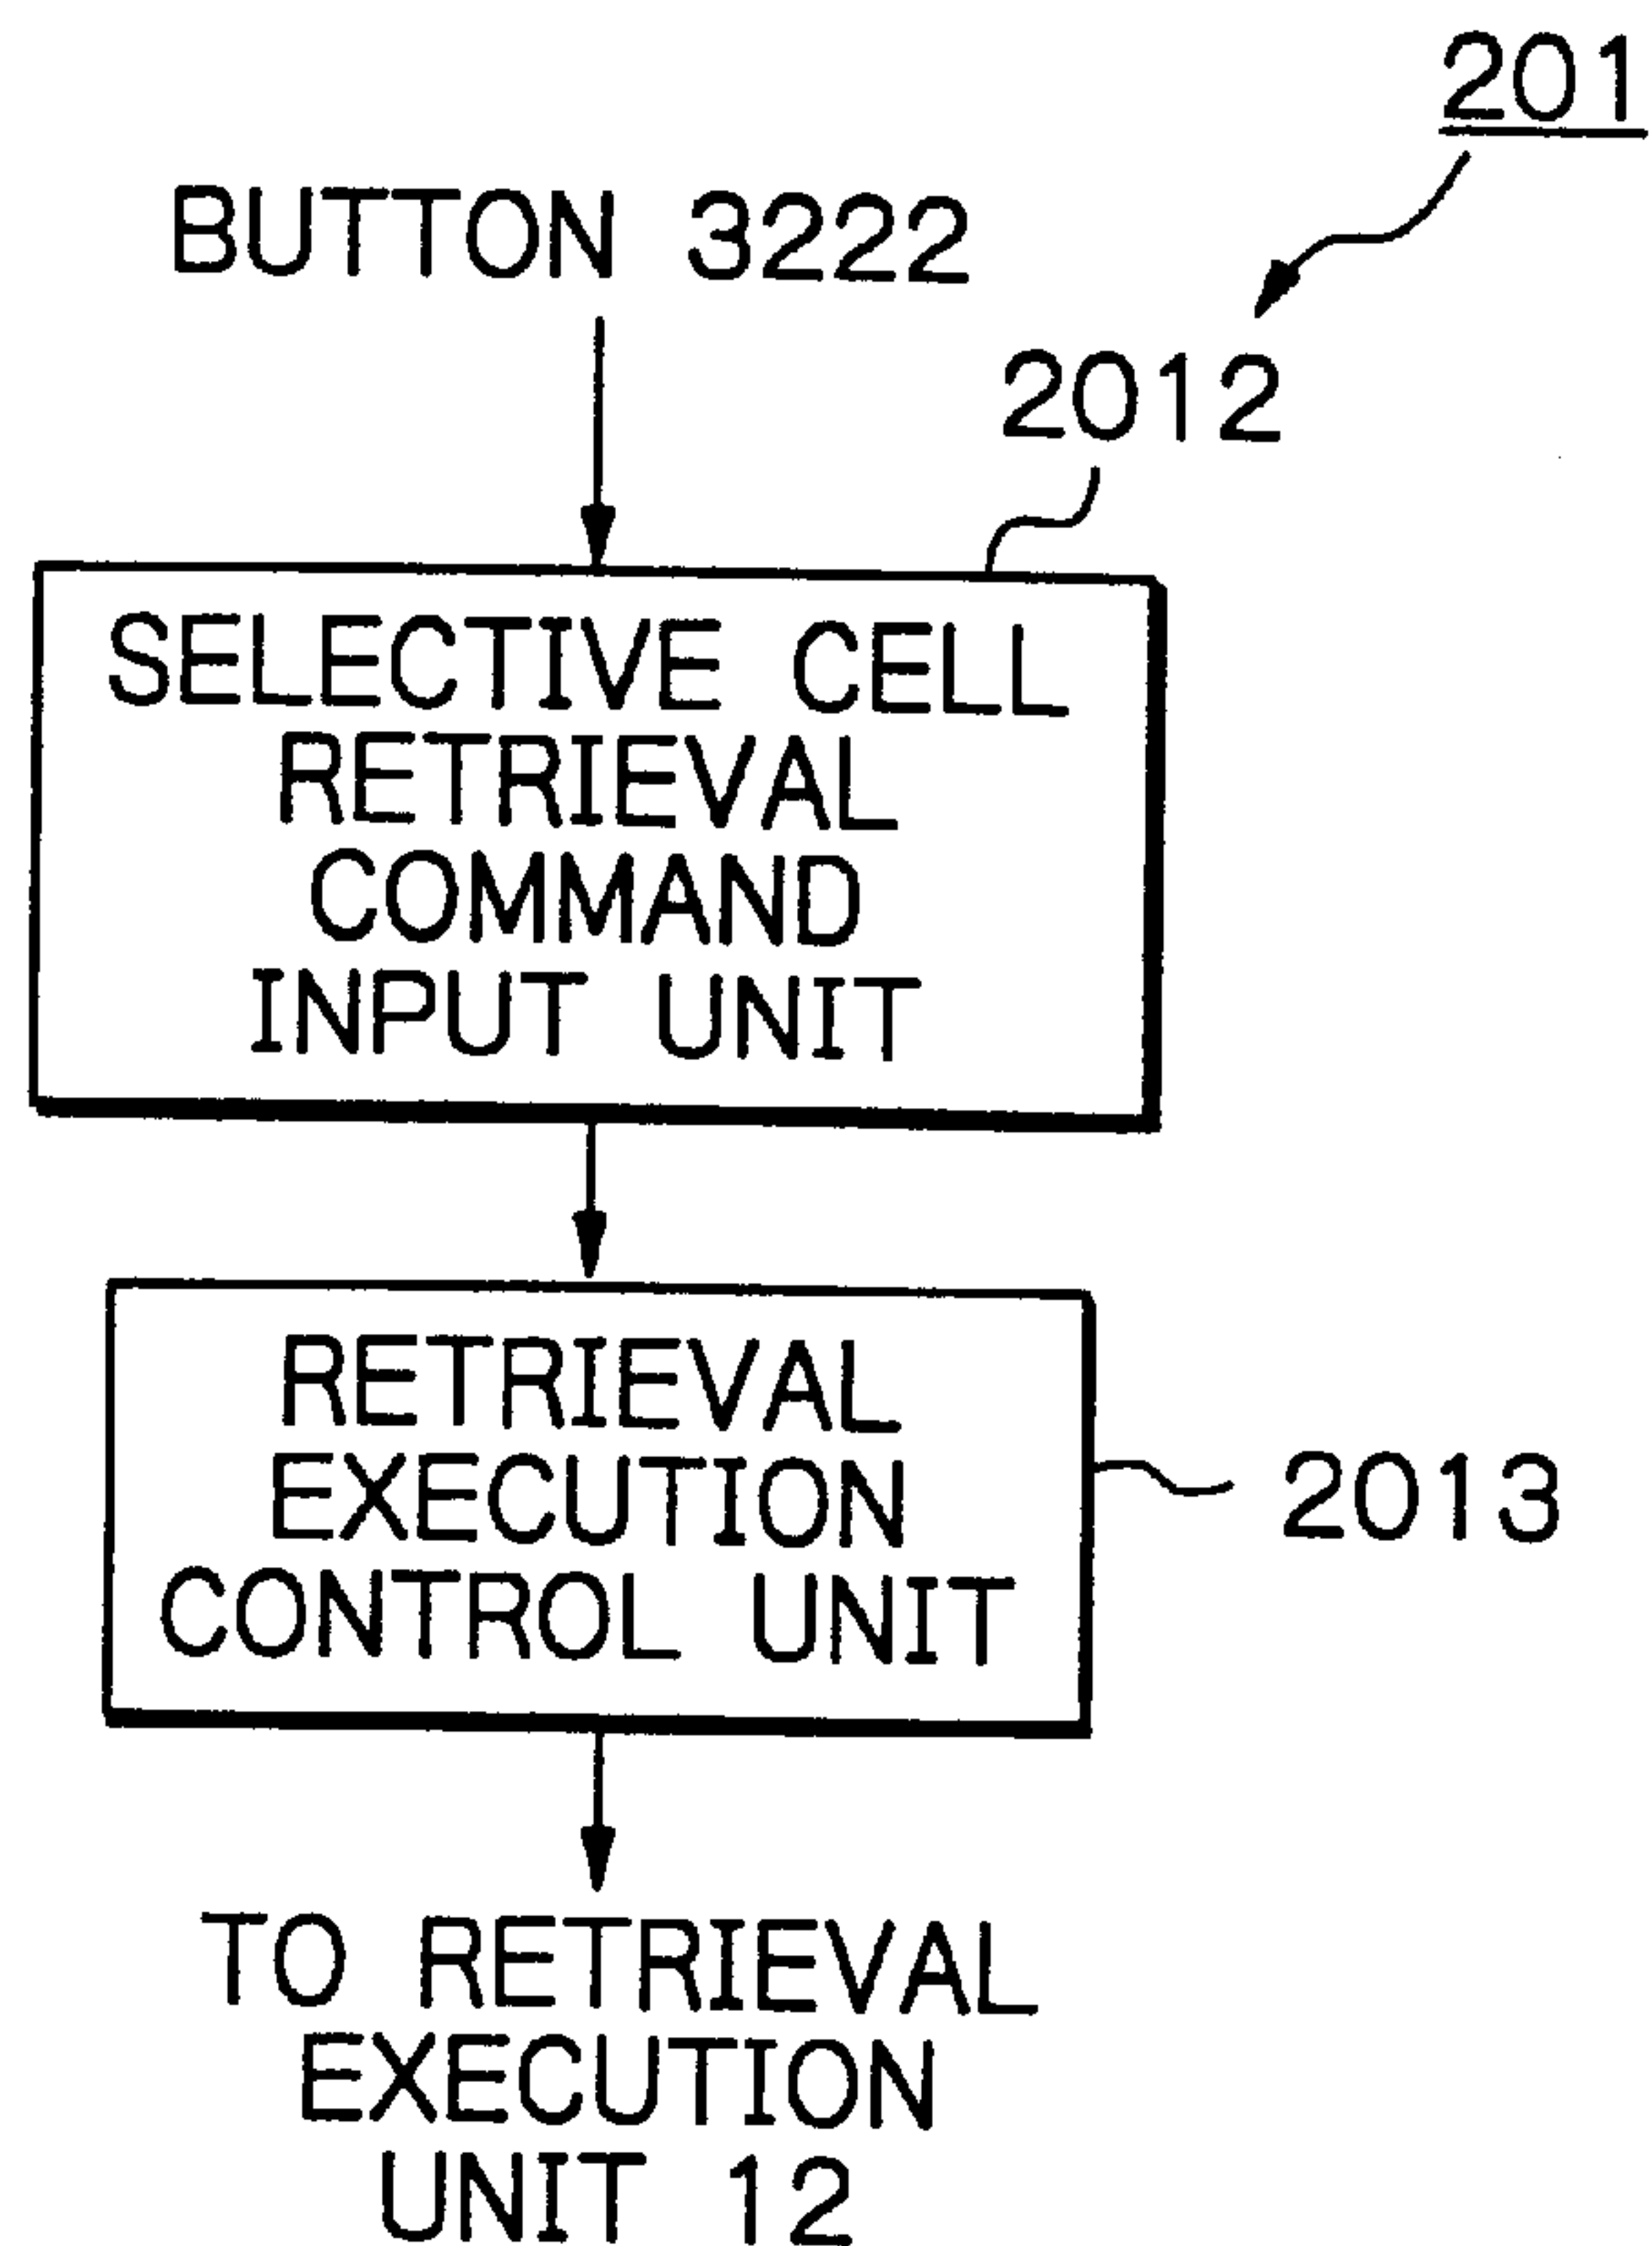 201
BUTTON 3222
2012
SELECTIVE CELL
RETRIEVAL
COMMAND
INPUT UNIT
RETRIEVAL
EXECUTION
CONTROL UNIT
2013
TO RETRIEVAL
EXECUTION
UNIT 12